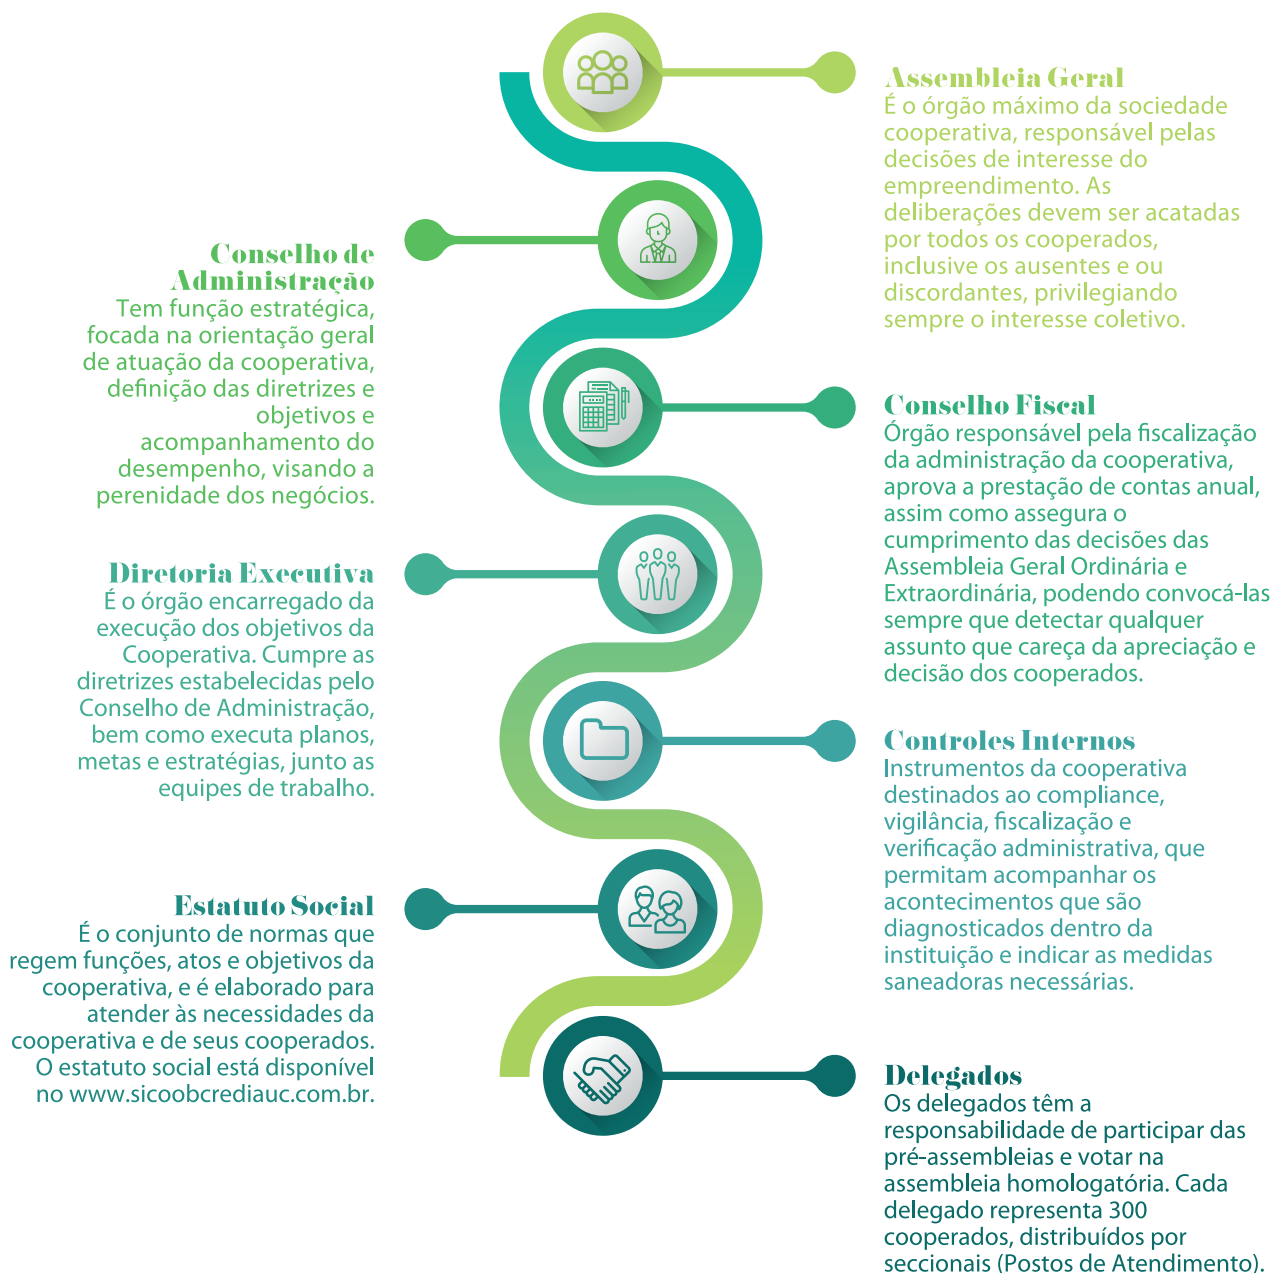 Assembleia Geral
É o órgão máximo da sociedade
cooperativa, responsável pelas
decisões de interesse do
empreendimento. As
deliberações devem ser acatadas
por todos os cooperados,
inclusive os ausentes e ou
discordantes, privilegiando
sempre o interesse coletivo.
Conselho de
Administração
Tem função estratégica,
focada na orientação geral
de atuação da cooperativa,
definição das diretrizes e
objetivos e
acompanhamento do
desempenho, visando a
perenidade dos negócios.
Conselho Fiscal
Órgão responsável pela fiscalização
da administração da cooperativa,
aprova a prestação de contas anual,
assim como assegura o
cumprimento das decisões das
Assembleia Geral Ordinária e
Extraordinária, podendo convocá-las
sempre que detectar qualquer
assunto que careça da apreciação e
decisão dos cooperados.
Diretoria Executiva
É o órgão encarregado da
execução dos objetivos da
Cooperativa. Cumpre as
diretrizes estabelecidas pelo
Conselho de Administração,
bem como executa planos,
metas e estratégias, junto as
equipes de trabalho.
Controles Internos
Instrumentos da cooperativa
destinados ao compliance,
vigilância, fiscalização e
verificação administrativa, que
permitam acompanhar os
acontecimentos que são
diagnosticados dentro da
instituição e indicar as medidas
saneadoras necessárias.
Estatuto Social
É o conjunto de normas que
regem funções, atos e objetivos da
cooperativa, e é elaborado para
atender às necessidades da
cooperativa e de seus cooperados.
O estatuto social está disponível
no www.sicoobcrediauc.com.br.
Delegados
Os delegados têm a
responsabilidade de participar das
pré-assembleias e votar na
assembleia homologatória. Cada
delegado representa 300
cooperados, distribuídos por
seccionais (Postos de Atendimento).